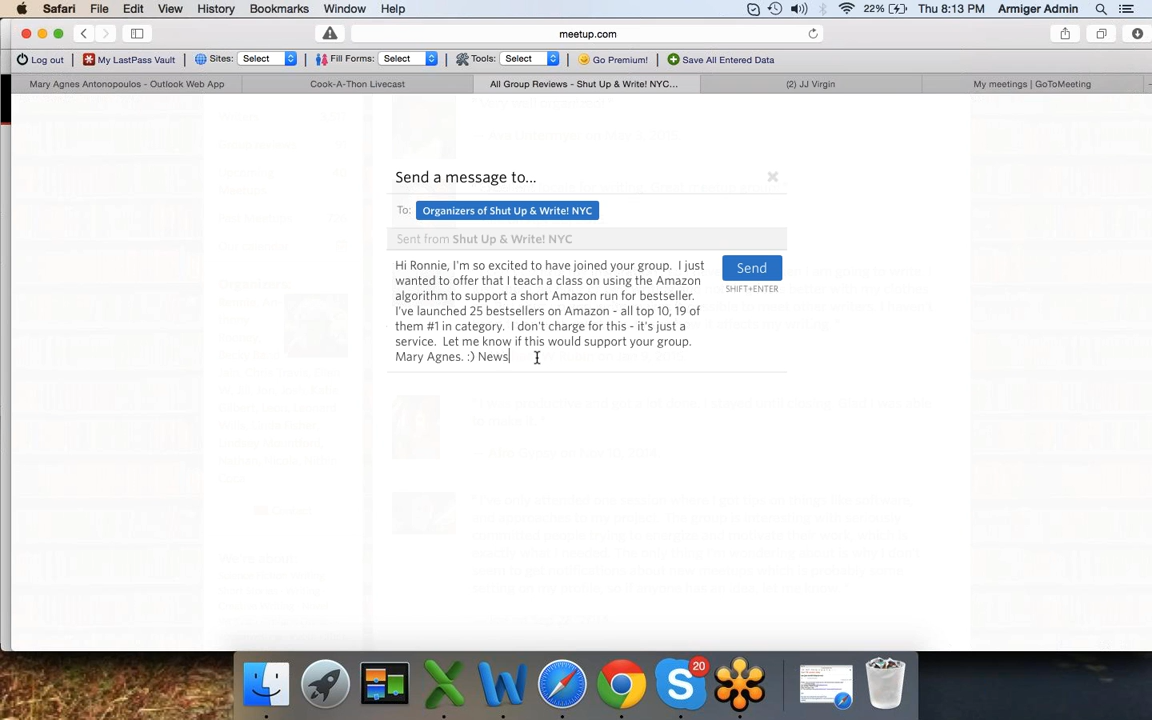 Safari File Edit View History Bookmarks Window Help 22% Thu 8:13 PM Armiger Admin
meetup.com
Log out My LastPass Vault Sites: Select Fill Forms: Select Tools: Select Go Premium! Save All Entered Data
Mary Agnes Antonopoulos - Outlook Web App Cook-A-Thon Livecast All Group Reviews - Shut Up & Write! NYC... (2) JJ Virgin My meetings | GoToMeeting
Send a message to...
To: Organizers of Shut Up & Write! NYC
Sent from Shut Up & Write! NYC
Hi Ronnie, I'm so excited to have joined your group. I just
wanted to offer that I teach a class on using the Amazon
algorithm to support a short Amazon run for bestseller.
I've launched 25 bestsellers on Amazon - all top 10, 19 of
them #1 in category. I don't charge for this - it's just a
service. Let me know if this would support your group.
Mary Agnes. :) News
Send
SHIFT+ENTER
20